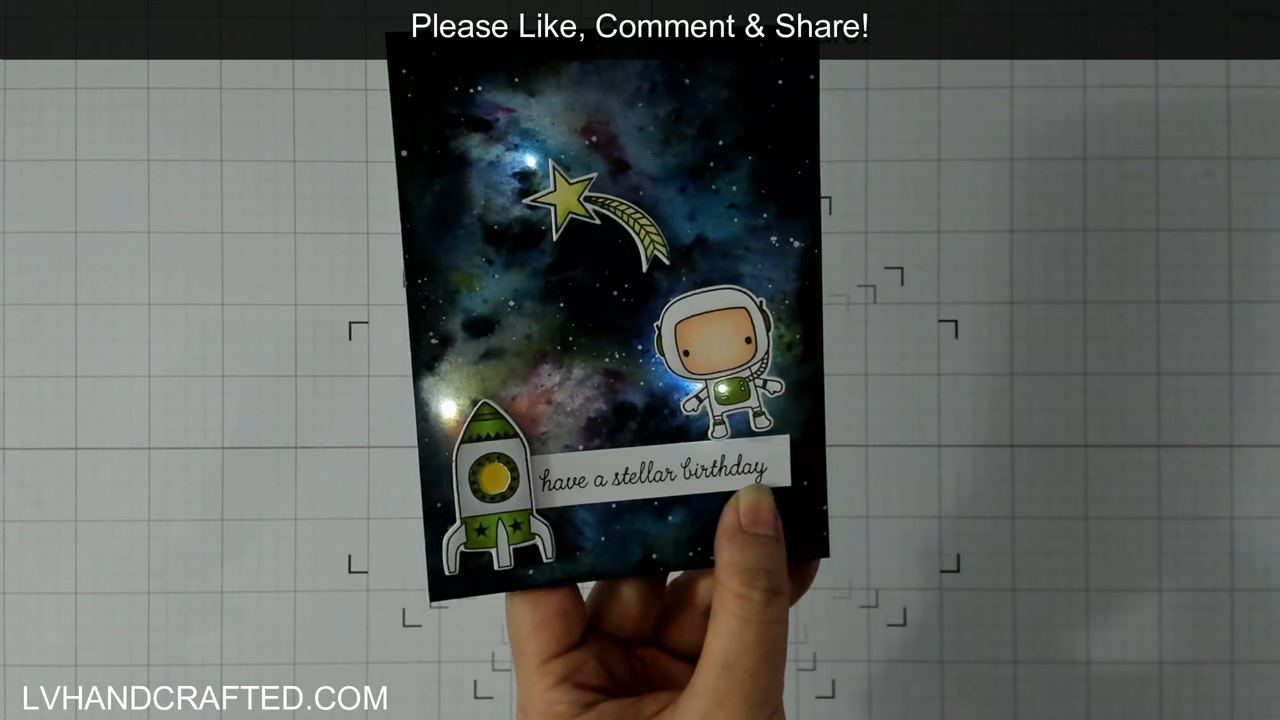 Please Like, Comment & Share!
have a stellar birthday
LVHANDCRAFTED.COM